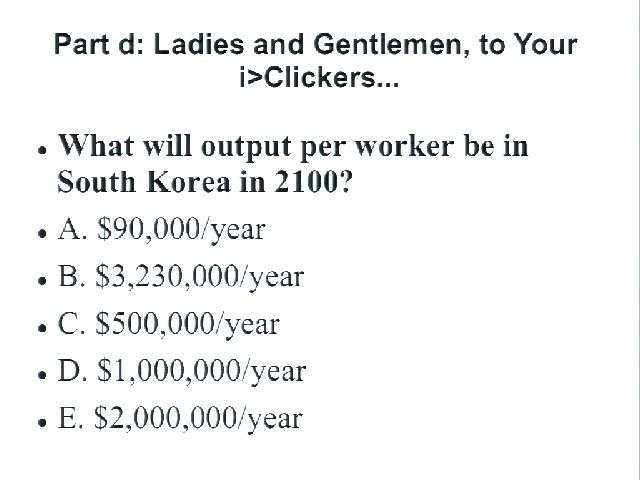 Part d: Ladies and Gentlemen, to Your
i>Clickers...
• What will output per worker be in
South Korea in 2100?
• A. $90,000/year
• B. $3,230,000/year
• C. $500,000/year
• D. $1,000,000/year
• E. $2,000,000/year